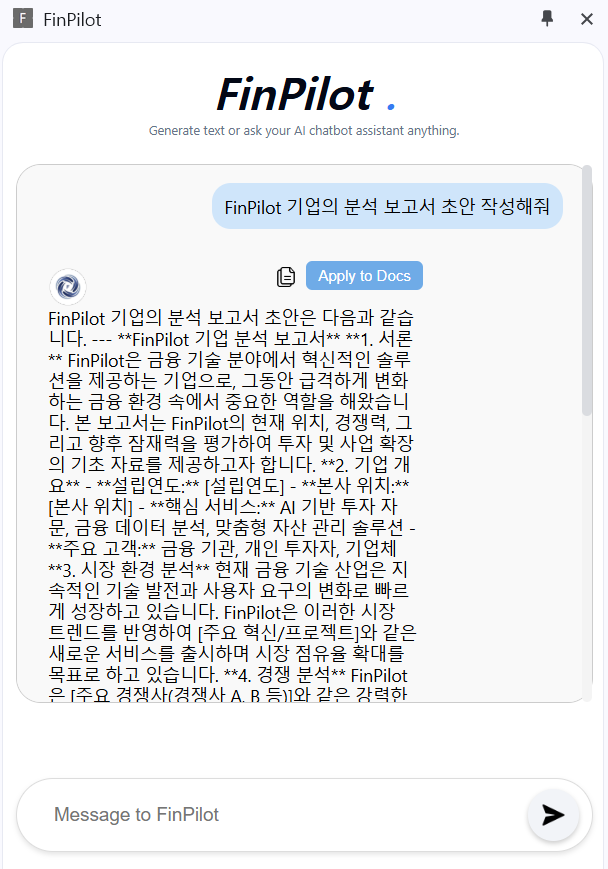 F FinPilot
FinPilot .
Generate text or ask your AI chatbot assistant anything.
FinPilot 기업의 분석 보고서 초안 작성해줘
Apply to Docs
FinPilot 기업의 분석 보고서 초안은 다음과 같습
니다. --- **FinPilot 기업 분석 보고서** **1. 서론
** FinPilot은 금융 기술 분야에서 혁신적인 솔루
션을 제공하는 기업으로, 그동안 급격하게 변화
하는 금융 환경 속에서 중요한 역할을 해왔습니
다. 본 보고서는 FinPilot의 현재 위치, 경쟁력, 그
리고 향후 잠재력을 평가하여 투자 및 사업 확장
의 기초 자료를 제공하고자 합니다. **2. 기업 개
요** - **설립연도:** [설립연도] - **본사 위치:**
[본사 위치] - **핵심 서비스:** AI 기반 투자 자
문, 금융 데이터 분석, 맞춤형 자산 관리 솔루션 -
**주요 고객:** 금융 기관, 개인 투자자, 기업체
**3. 시장 환경 분석** 현재 금융 기술 산업은 지
속적인 기술 발전과 사용자 요구의 변화로 빠르
게 성장하고 있습니다. FinPilot은 이러한 시장
트렌드를 반영하여 [주요 혁신/프로젝트]와 같은
새로운 서비스를 출시하며 시장 점유율 확대를
목표로 하고 있습니다. **4. 경쟁 분석** FinPilot
은 [주요 경쟁사(경쟁사 A, B 등)]와 같은 강력한
Message to FinPilot